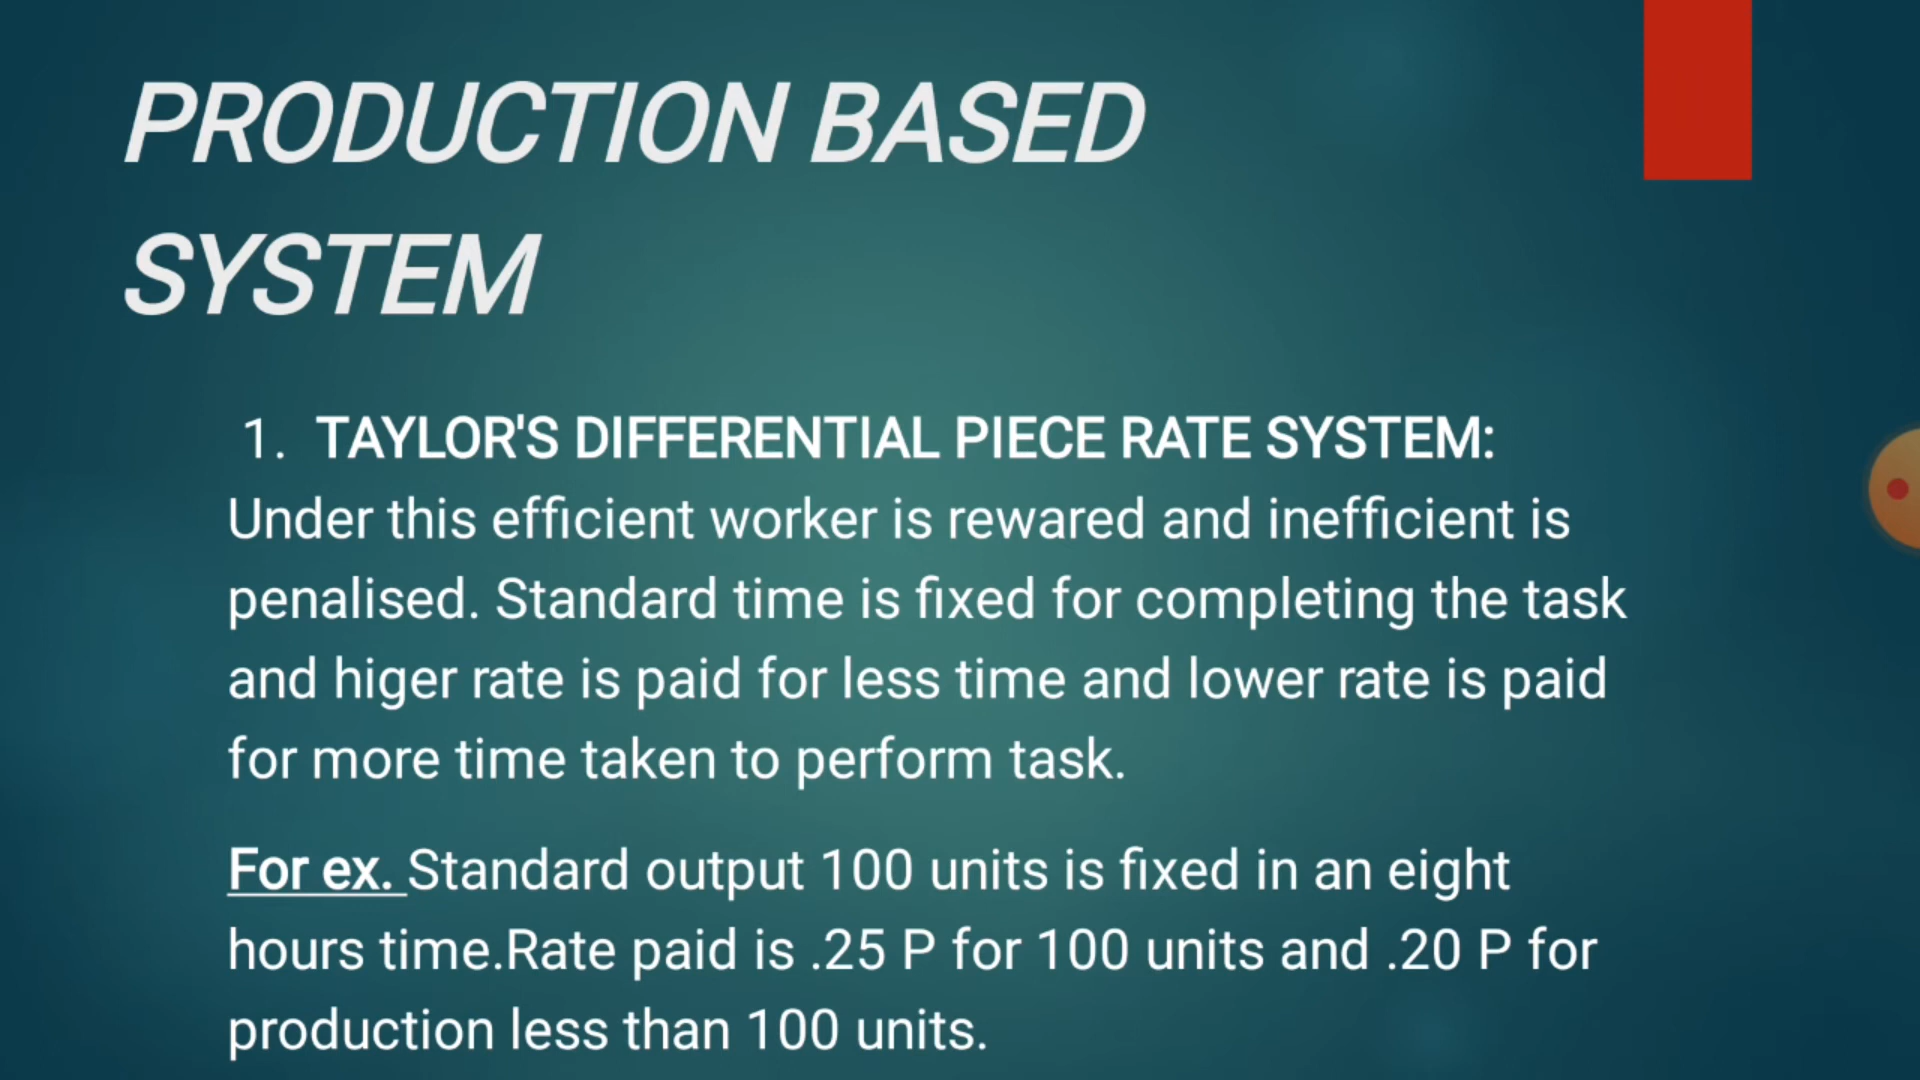 PRODUCTION BASED
SYSTEM
1. TAYLOR'S DIFFERENTIAL PIECE RATE SYSTEM:
Under this efficient worker is rewared and inefficient is
penalised. Standard time is fixed for completing the task
and higer rate is paid for less time and lower rate is paid
for more time taken to perform task.
For ex. Standard output 100 units is fixed in an eight
hours time.Rate paid is .25 P for 100 units and .20 P for
production less than 100 units.